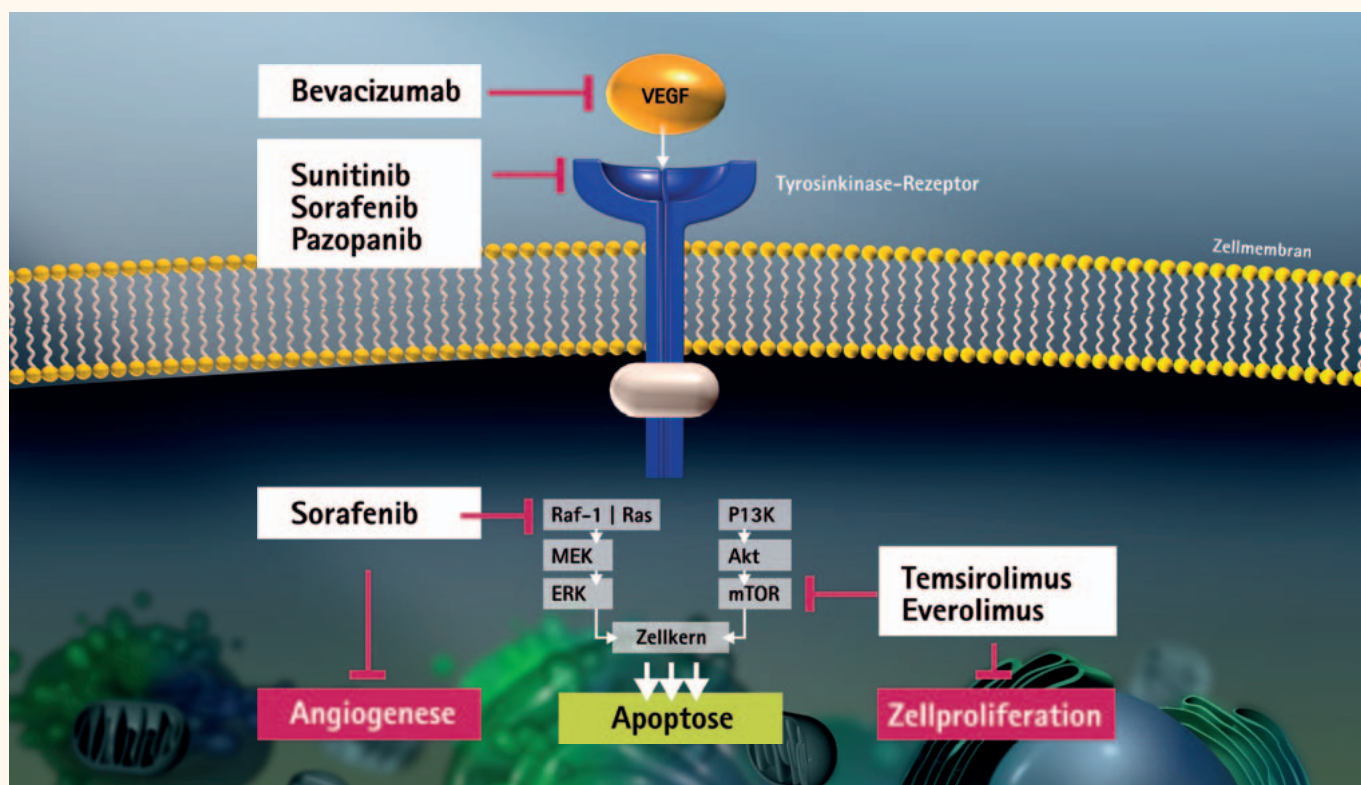 Bevacizumab
VEGF
Sunitinib
Sorafenib
Pazopanib
Tyrosinkinase-Rezeptor
Zellmembran
Sorafenib
Raf-1 | Ras
MEK
ERK
P13K
Akt
mTOR
Temsirolimus
Everolimus
Zellkern
Angiogenese
Apoptose
Zellproliferation